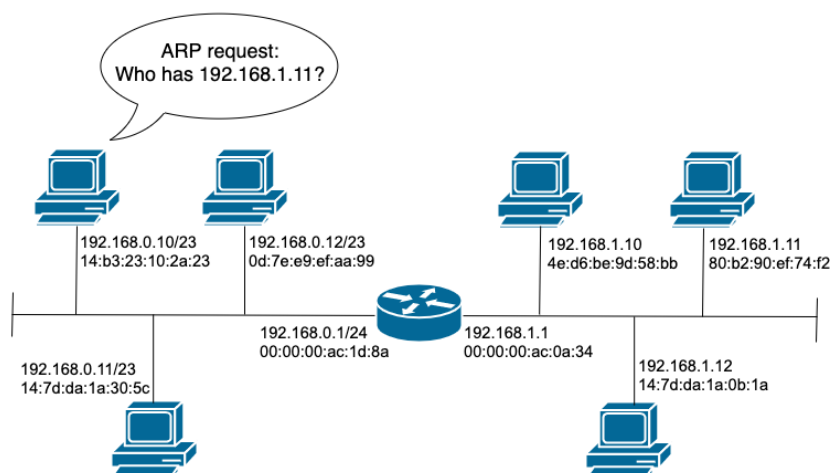 ARP request:
Who has 192.168.1.11?
192.168.0.10/23
14:b3:23:10:2a:23
192.168.0.12/23
0d:7e:e9:ef:aa:99
192.168.1.10
4e:d6:be:9d:58:bb
192.168.1.11
80:b2:90:ef:74:f2
192.168.0.1/24
00:00:00:ac:1d:8a
192.168.1.1
00:00:00:ac:0a:34
192.168.0.11/23
14:7d:da:1a:30:5c
192.168.1.12
14:7d:da:1a:0b:1a